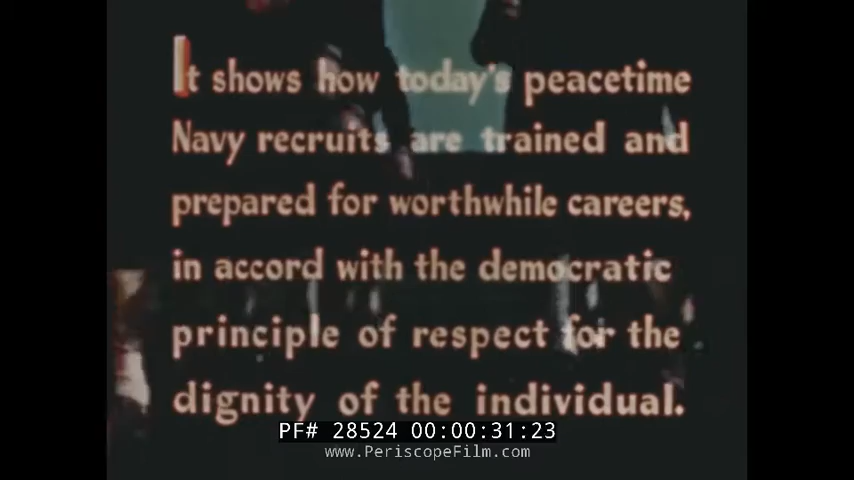 It shows how today's peacetime
Navy recruits are trained and
prepared for worthwhile careers,
in accord with the democratic
principle of respect for the
dignity of the individual.
PF# 28524 00:00:31:23
www.PeriscopeFilm.com